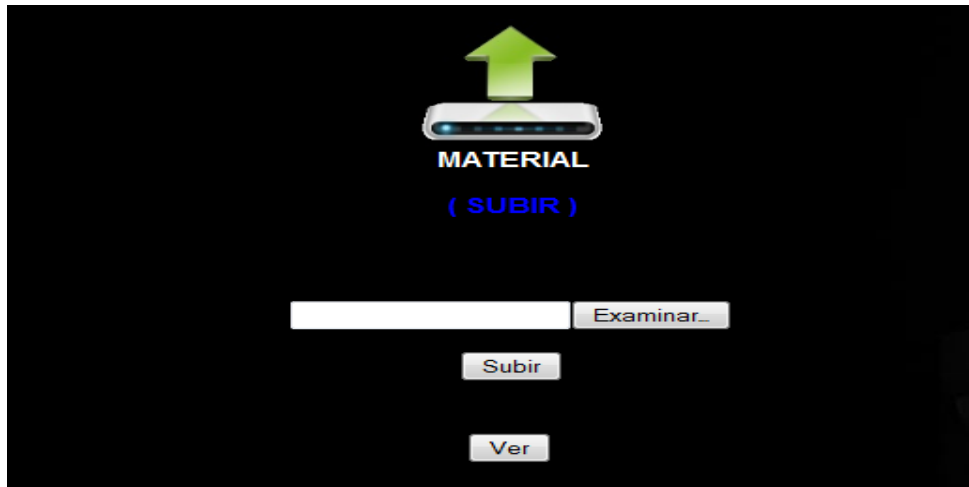 MATERIAL
( SUBIR )
Examinar...
Subir
Ver